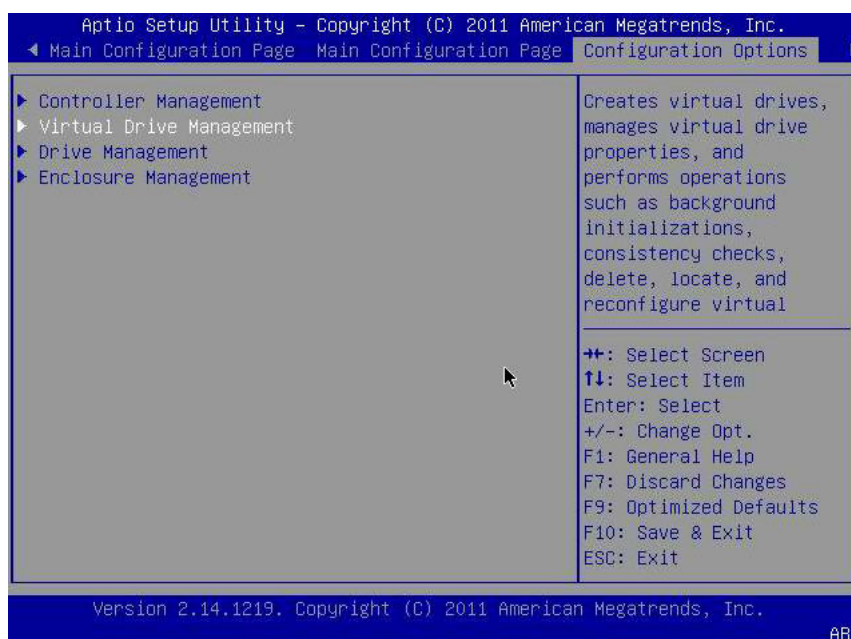 Aptio Setup Utility – Copyright (C) 2011 American Megatrends, Inc.
Main Configuration Page Main Configuration Page Configuration Options
Controller Management
Virtual Drive Management
Drive Management
Enclosure Management
Creates virtual drives,
manages virtual drive
properties, and
performs operations
such as background
initializations,
consistency checks,
delete, locate, and
reconfigure virtual
→←: Select Screen
↑↓: Select Item
Enter: Select
+/-: Change Opt.
F1: General Help
F7: Discard Changes
F9: Optimized Defaults
F10: Save & Exit
ESC: Exit
Version 2.14.1219. Copyright (C) 2011 American Megatrends, Inc.
AB